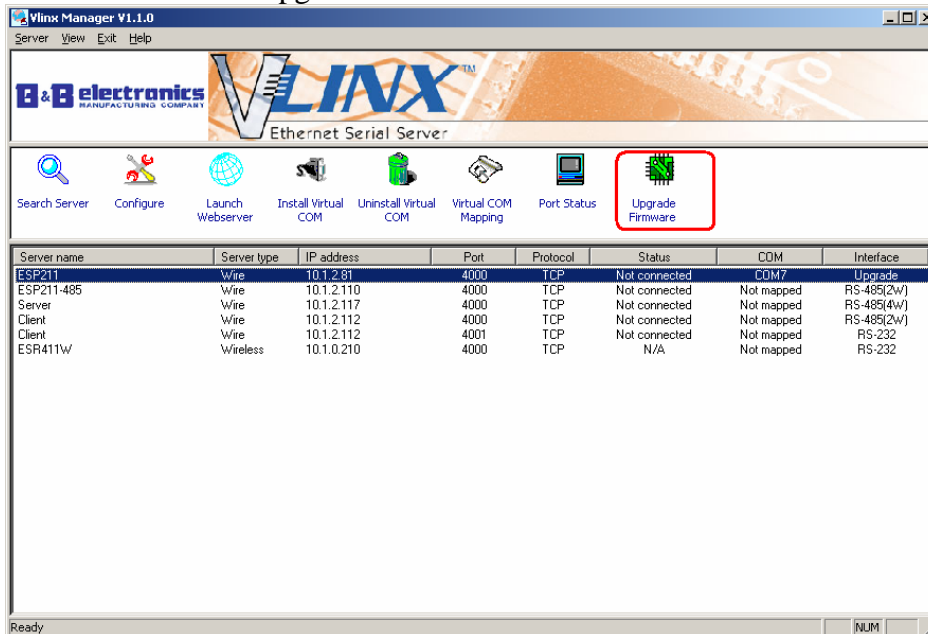 Vlinx Manager V1.1.0
Server View Exit Help
B&B electronics
MANUFACTURING COMPANY
VLINX TM
Ethernet Serial Server
Search Server Configure Launch Webserver Install Virtual COM Uninstall Virtual COM Virtual COM Mapping Port Status Upgrade Firmware
Server name Server type IP address Port Protocol Status COM Interface
ESP211 Wire 10.1.2.81 4000 TCP Not connected COM7 Upgrade
ESP211-485 Wire 10.1.2.110 4000 TCP Not connected Not mapped RS-485(2W)
Server Wire 10.1.2.117 4000 TCP Not connected Not mapped RS-485(4W)
Client Wire 10.1.2.112 4000 TCP Not connected Not mapped RS-485(2W)
Client Wire 10.1.2.112 4001 TCP Not connected Not mapped RS-232
ESR411W Wireless 10.1.0.210 4000 TCP N/A Not mapped RS-232
Ready NUM